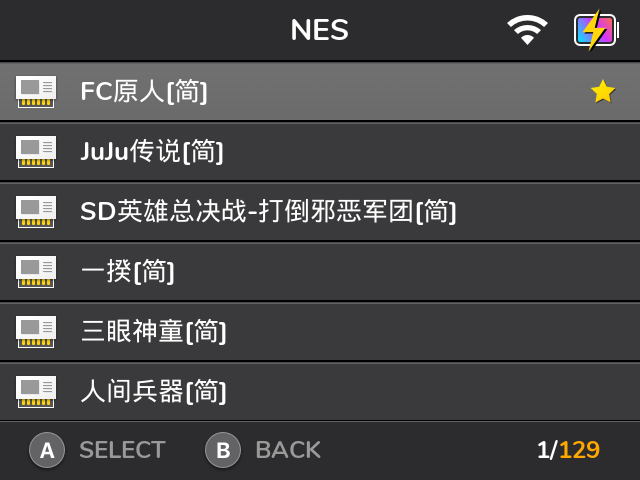 NES
FC原人[简]
JuJu传说[简]
SD英雄总决战-打倒邪恶军团[简]
一揆[简]
三眼神童[简]
人间兵器[简]
A SELECT B BACK 1/129